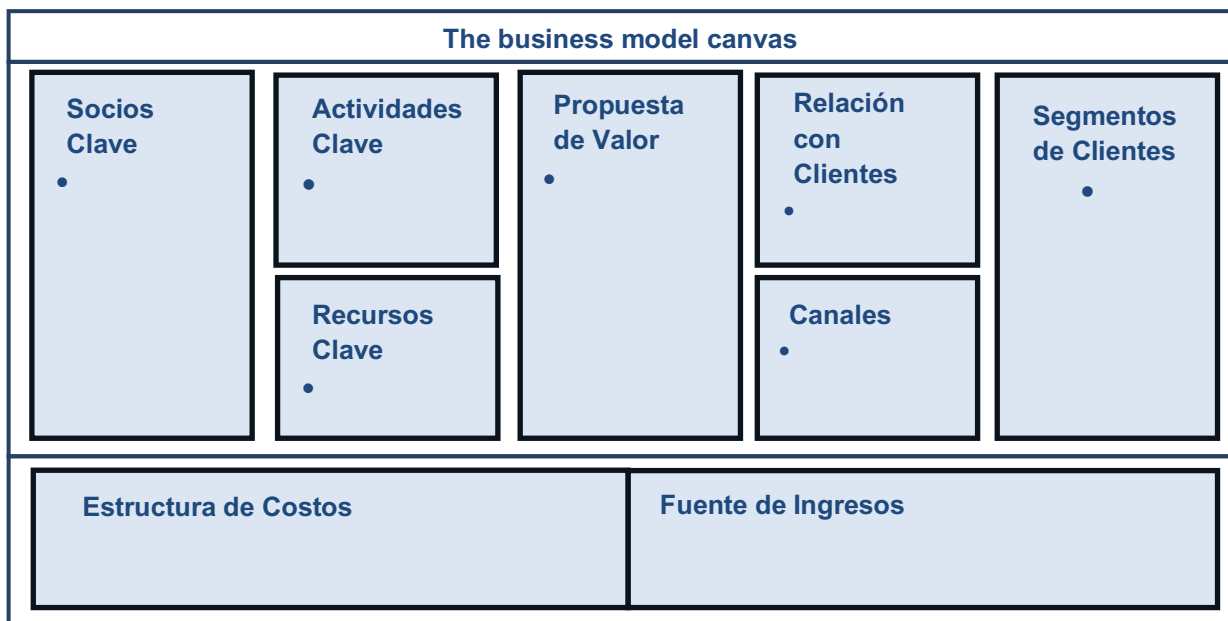 The business model canvas
Socios
Clave
•
Actividades
Clave
•
Recursos
Clave
•
Propuesta
de Valor
•
Relación
con
Clientes
•
Canales
•
Segmentos
de Clientes
•
Estructura de Costos
Fuente de Ingresos